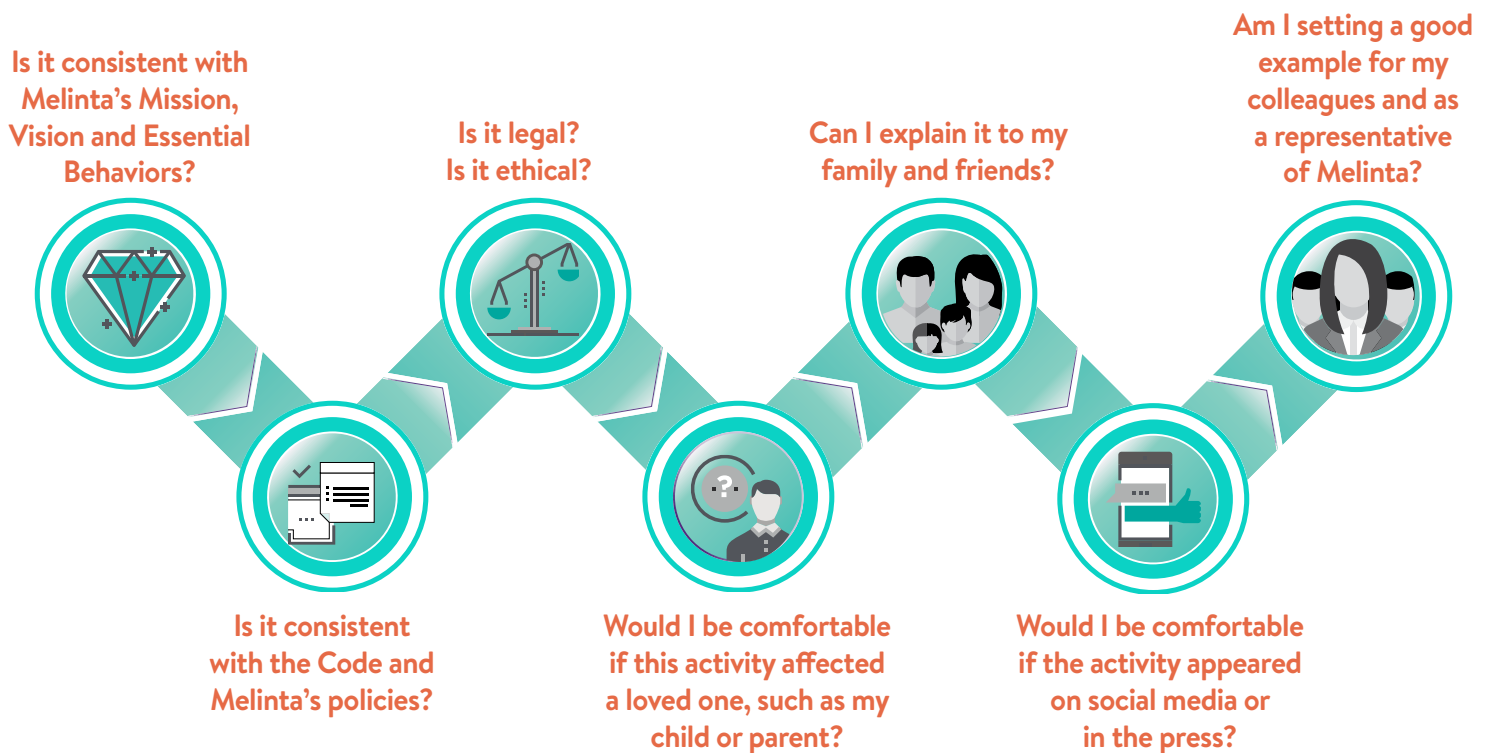 Is it consistent with
Melinta’s Mission,
Vision and Essential
Behaviors?
Is it consistent
with the Code and
Melinta’s policies?
Is it legal?
Is it ethical?
Would I be comfortable
if this activity affected
a loved one, such as my
child or parent?
Can I explain it to my
family and friends?
Would I be comfortable
if the activity appeared
on social media or
in the press?
Am I setting a good
example for my
colleagues and as
a representative
of Melinta?
?